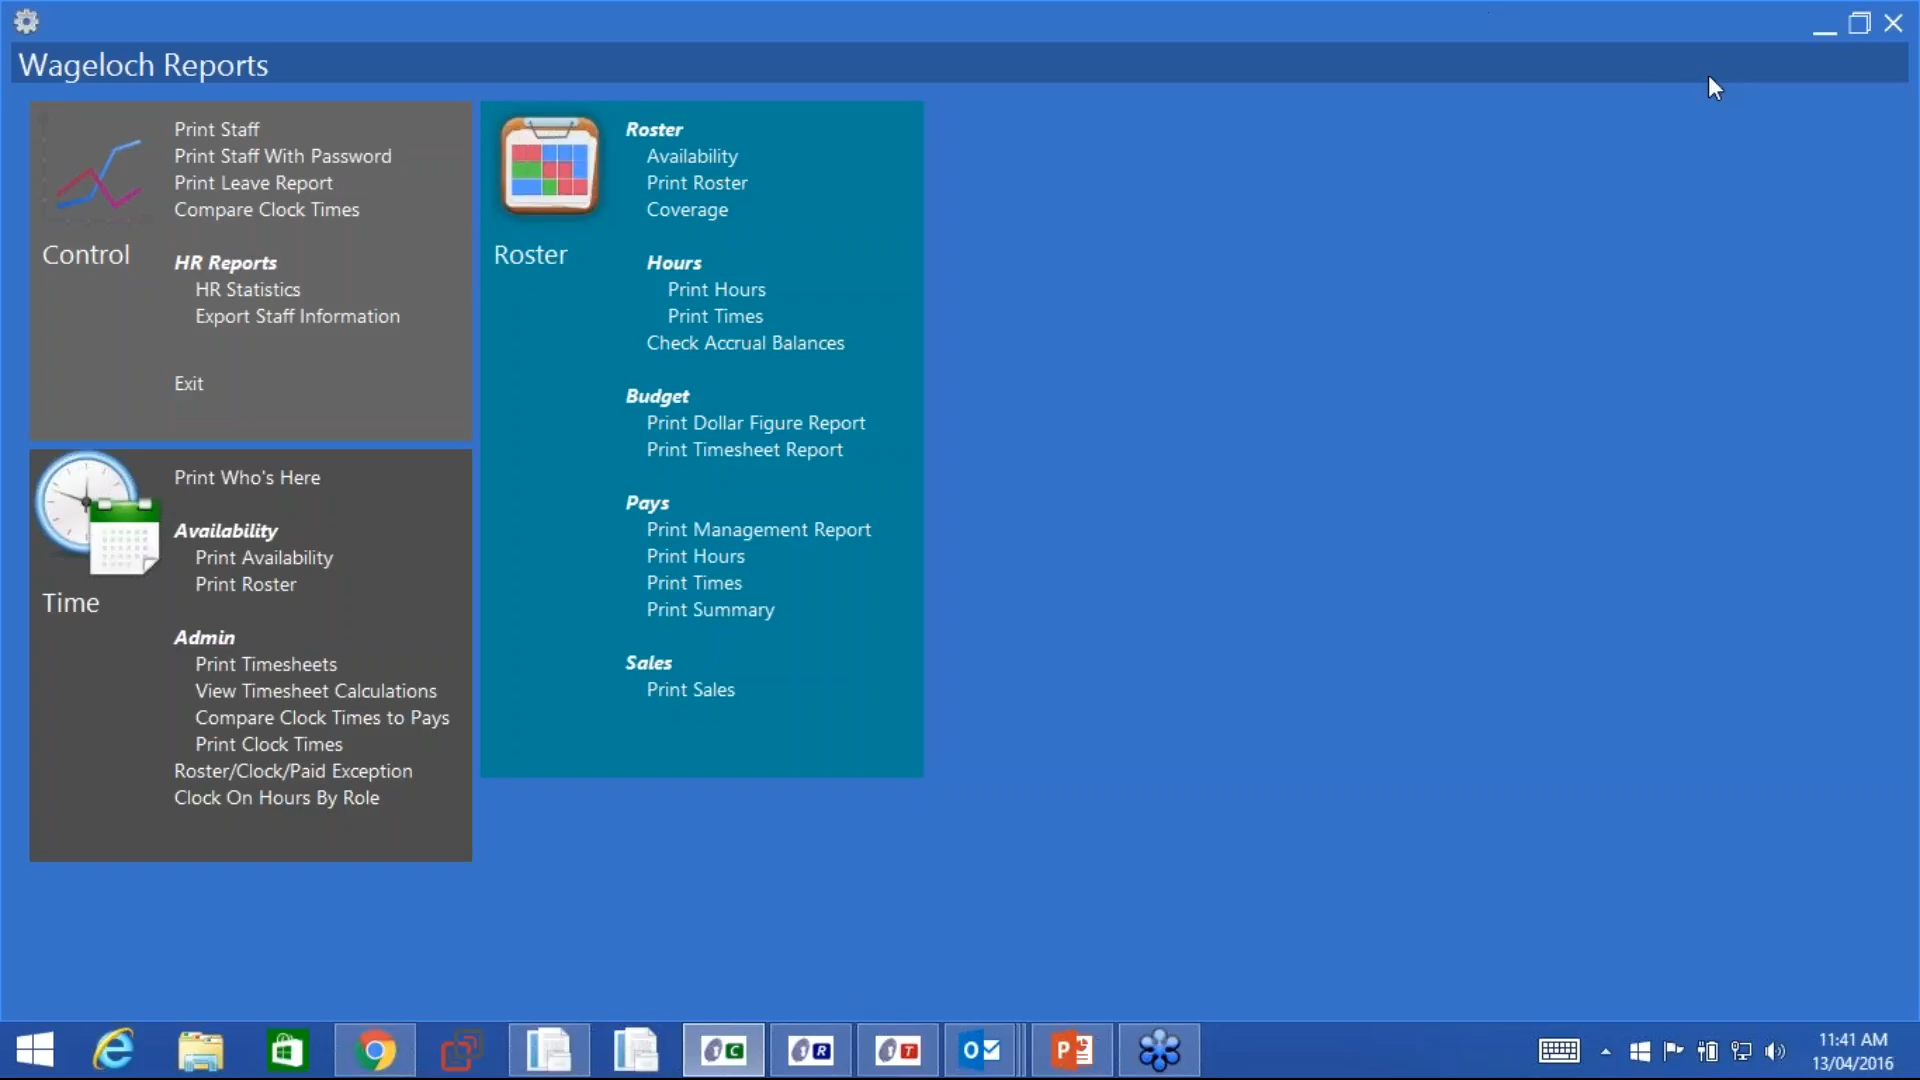 Wageloch Reports
Print Staff
Print Staff With Password
Print Leave Report
Compare Clock Times
Control
HR Reports
HR Statistics
Export Staff Information
Exit
Print Who's Here
Availability
Print Availability
Print Roster
Time
Admin
Print Timesheets
View Timesheet Calculations
Compare Clock Times to Pays
Print Clock Times
Roster/Clock/Paid Exception
Clock On Hours By Role
Roster
Availability
Print Roster
Coverage
Roster
Hours
Print Hours
Print Times
Check Accrual Balances
Budget
Print Dollar Figure Report
Print Timesheet Report
Pays
Print Management Report
Print Hours
Print Times
Print Summary
Sales
Print Sales
C
R
T
11:41 AM
13/04/2016